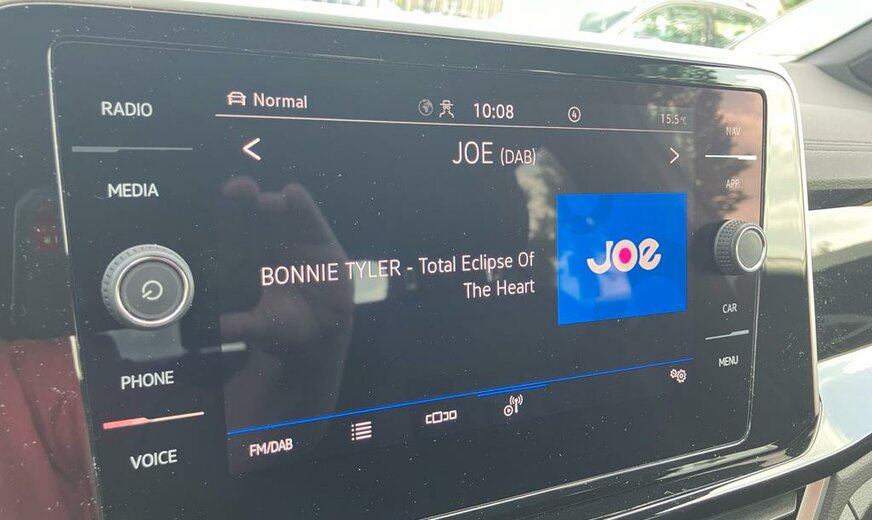 RADIO
MEDIA
PHONE
VOICE
Normal
10:08
4
15.5°C
JOE (DAB)
BONNIE TYLER - Total Eclipse Of
The Heart
JOe
FM/DAB
NAV
APP
CAR
MENU